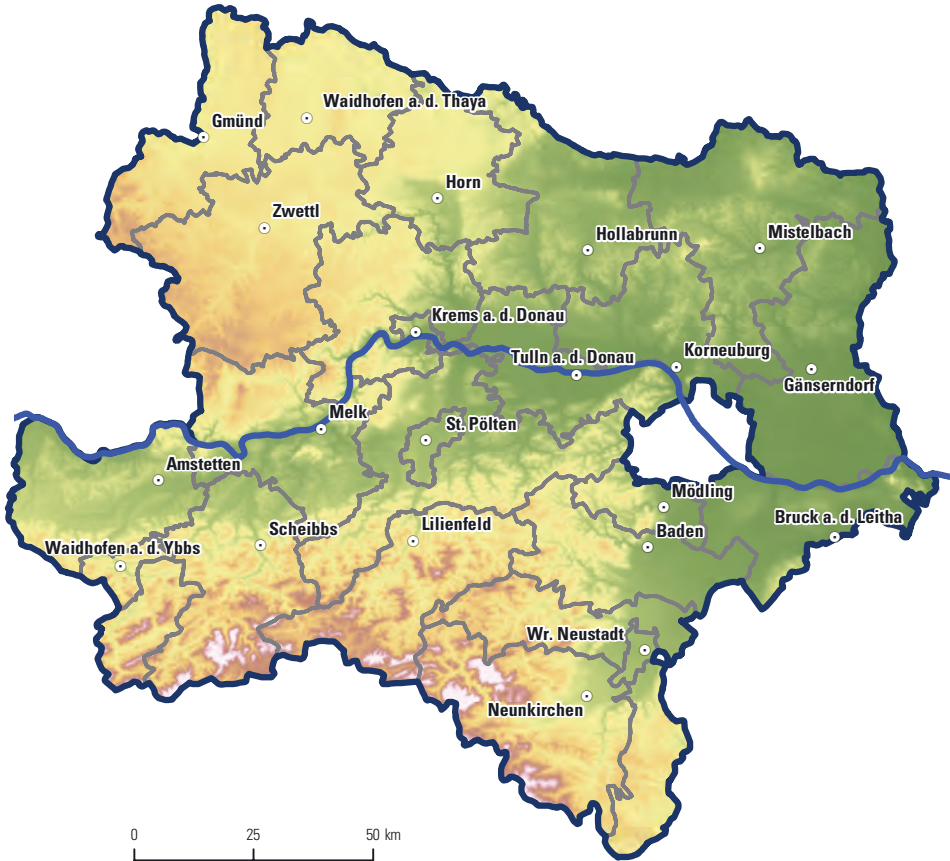 Waidhofen a. d. Thaya
Gmünd
Horn
Zwettl
Hollabrunn
Mistelbach
Krems a. d. Donau
Tulln a. d. Donau
Korneuburg
Gänserndorf
Melk
St. Pölten
Amstetten
Mödling
Bruck a. d. Leitha
Scheibbs
Lilienfeld
Baden
Waidhofen a. d. Ybbs
Wr. Neustadt
Neunkirchen
0 25 50 km